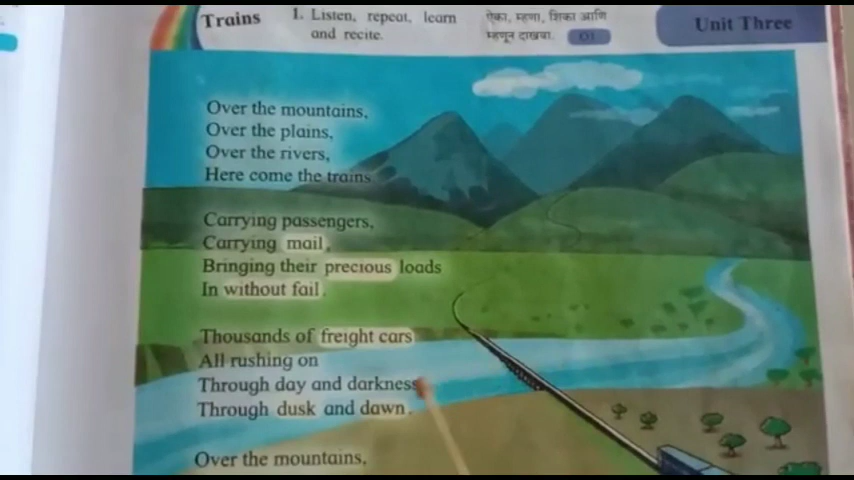 Trains
1. Listen, repeat, learn
and recite.
ऐका, म्हणा, शिका आणि
म्हणून दाखवा.
Unit Three
Over the mountains,
Over the plains,
Over the rivers,
Here come the trains
Carrying passengers,
Carrying mail,
Bringing their precious loads
In without fail.
Thousands of freight cars
All rushing on
Through day and darkness
Through dusk and dawn.
Over the mountains,